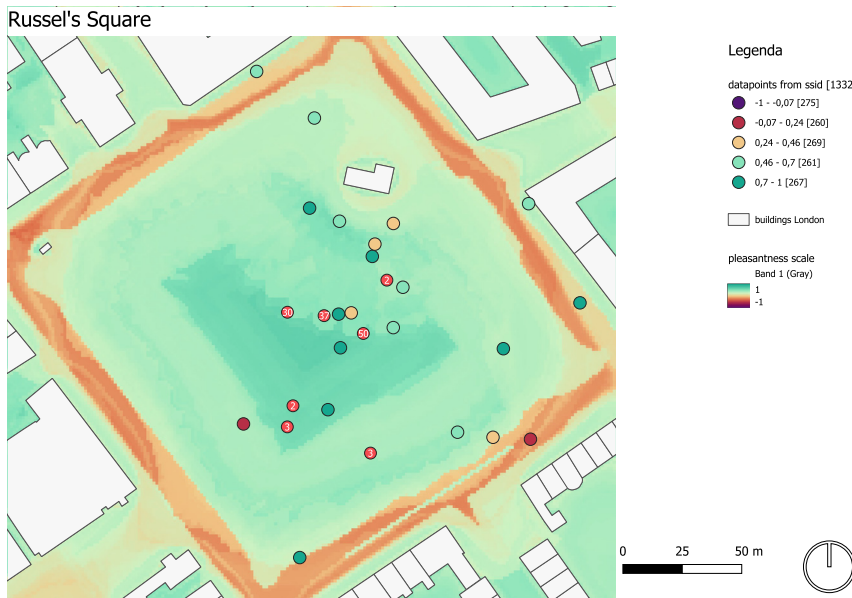 Russel's Square
Legenda
datapoints from ssid [1332
-1 - -0,07 [275]
-0,07 - 0,24 [260]
0,24 - 0,46 [269]
0,46 - 0,7 [261]
0,7 - 1 [267]
buildings London
pleasantness scale
Band 1 (Gray)
1
-1
2
30
37
50
2
3
3
0 25 50 m